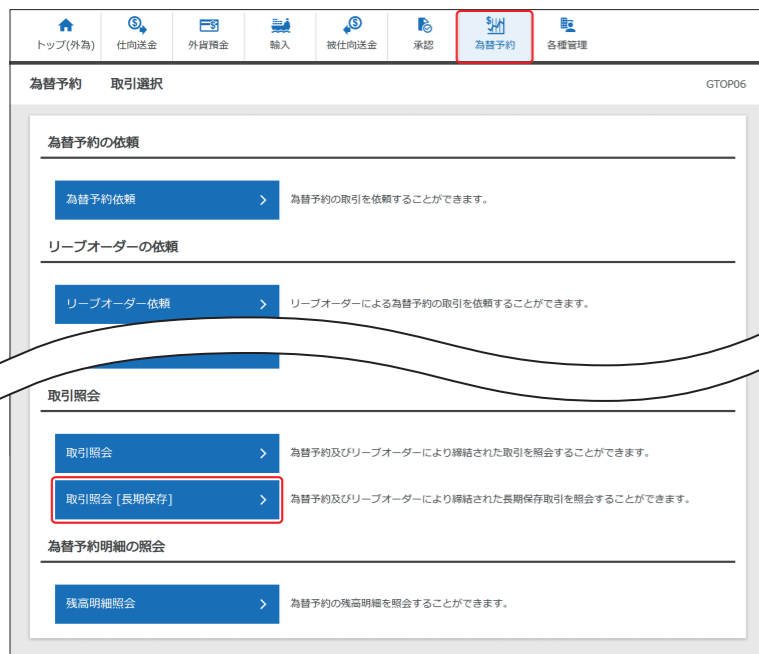 トップ(外為) 仕向送金 外貨預金 輸入 被仕向送金 承認 為替予約 各種管理
為替予約 取引選択 GTOP06
為替予約の依頼
為替予約依頼 為替予約の取引を依頼することができます。
リーブオーダーの依頼
リーブオーダー依頼 リーブオーダーによる為替予約の取引を依頼することができます。
取引照会
取引照会 為替予約及びリーブオーダーにより締結された取引を照会することができます。
取引照会 [長期保存] 為替予約及びリーブオーダーにより締結された長期保存取引を照会することができます。
為替予約明細の照会
残高明細照会 為替予約の残高明細を照会することができます。